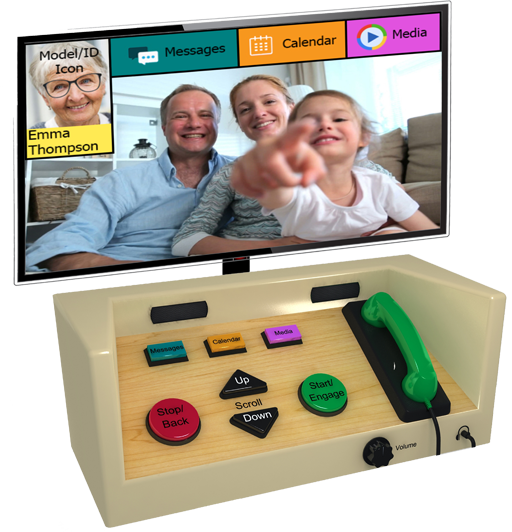 Model/ID
Icon
Messages
Calendar
Media
Emma
Thompson
Messages
Calendar
Media
Up
Scroll
Down
Stop/
Back
Start/
Engage
Volume